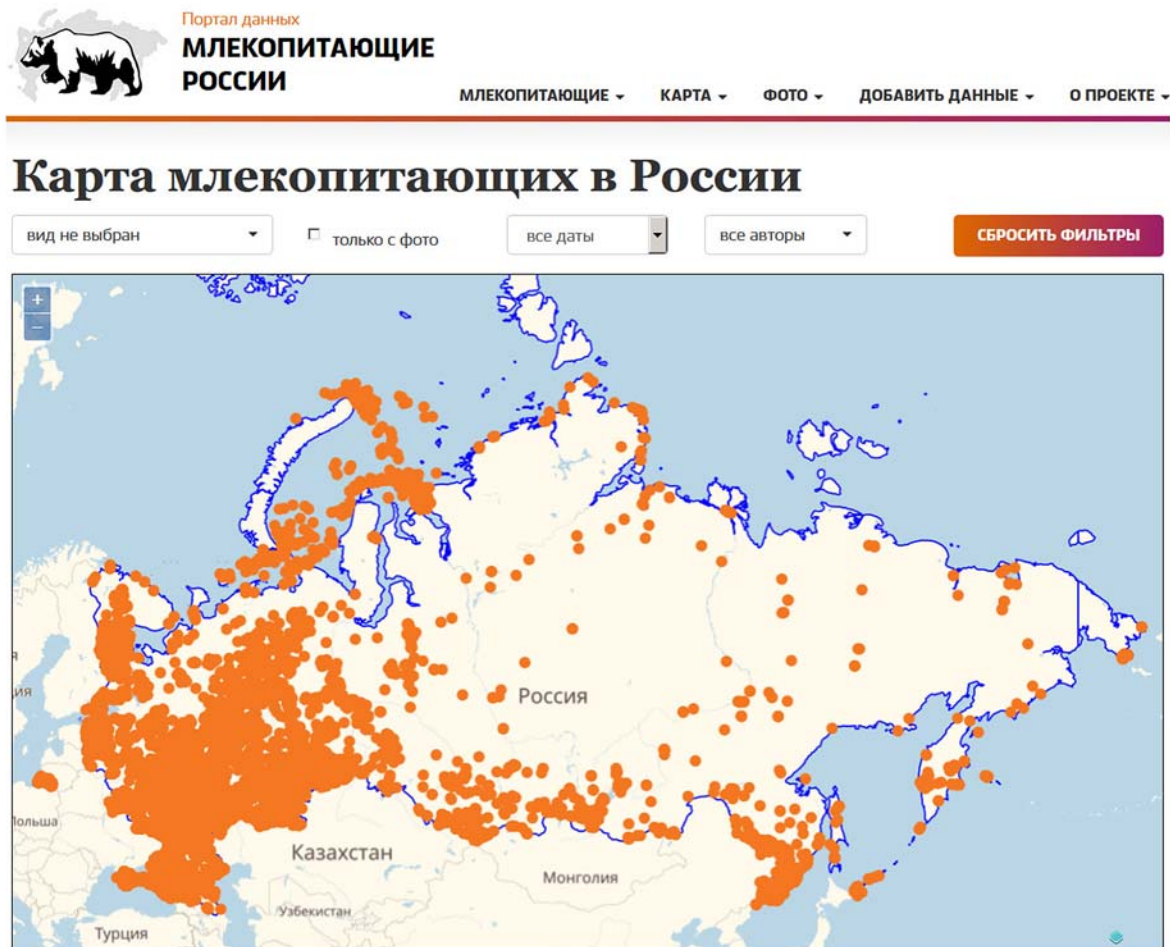 Портал данных
МЛЕКОПИТАЮЩИЕ
РОССИИ
МЛЕКОПИТАЮЩИЕ КАРТА ФОТО ДОБАВИТЬ ДАННЫЕ О ПРОЕКТЕ
Карта млекопитающих в России
вид не выбран только с фото все даты все авторы СБРОСИТЬ ФИЛЬТРЫ
+
−
ия
Россия
Польша
Казахстан
Монголия
Узбекистан
Турция